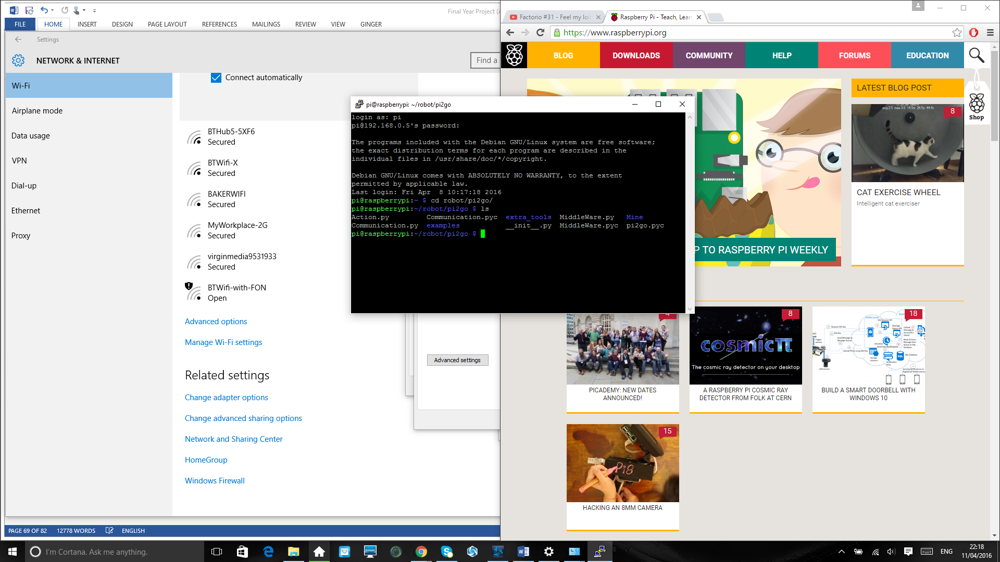 Final Year Project (A
FILE
HOME
INSERT
DESIGN
PAGE LAYOUT
REFERENCES
MAILINGS
REVIEW
VIEW
GINGER
Settings
NETWORK & INTERNET
Find a
Wi-Fi
Airplane mode
Data usage
VPN
Dial-up
Ethernet
Proxy
Connect automatically
BTHub5-5XF6
Secured
BTWifi-X
Secured
BAKERWIFI
Secured
MyWorkplace-2G
Secured
virginmedia9531933
Secured
BTWifi-with-FON
Open
Advanced options
Manage Wi-Fi settings
Related settings
Change adapter options
Change advanced sharing options
Network and Sharing Center
HomeGroup
Windows Firewall
Advanced settings
PAGE 69 OF 82
12778 WORDS
ENGLISH
pi@raspberrypi: ~/robot/pi2go
login as: pi
pi@192.168.0.5's password:
The programs included with the Debian GNU/Linux system are free software;
the exact distribution terms for each program are described in the
individual files in /usr/share/doc/*/copyright.
Debian GNU/Linux comes with ABSOLUTELY NO WARRANTY, to the extent
permitted by applicable law.
Last login: Fri Apr  8 10:17:18 2016
pi@raspberrypi:~ $ cd robot/pi2go/
pi@raspberrypi:~/robot/pi2go $ ls
Action.py Communication.pyc extra_tools MiddleWare.py Mine
Communication.py examples __init__.py MiddleWare.pyc pi2go.pyc
pi@raspberrypi:~/robot/pi2go $
Factorio #31 - Feel my loi
Raspberry Pi - Teach, Lear
https://www.raspberrypi.org
BLOG
DOWNLOADS
COMMUNITY
HELP
FORUMS
EDUCATION
Shop
P TO RASPBERRY PI WEEKLY
LATEST BLOG POST
8
CAT EXERCISE WHEEL
Intelligent cat exerciser
4
PICADEMY: NEW DATES
ANNOUNCED!
8
cosmicπ
The cosmic ray detector on your desktop
A RASPBERRY PI COSMIC RAY
DETECTOR FROM FOLK AT CERN
18
BUILD A SMART DOORBELL WITH
WINDOWS 10
15
Pi8
HACKING AN 8MM CAMERA
I'm Cortana. Ask me anything.
ENG
22:18
11/04/2016